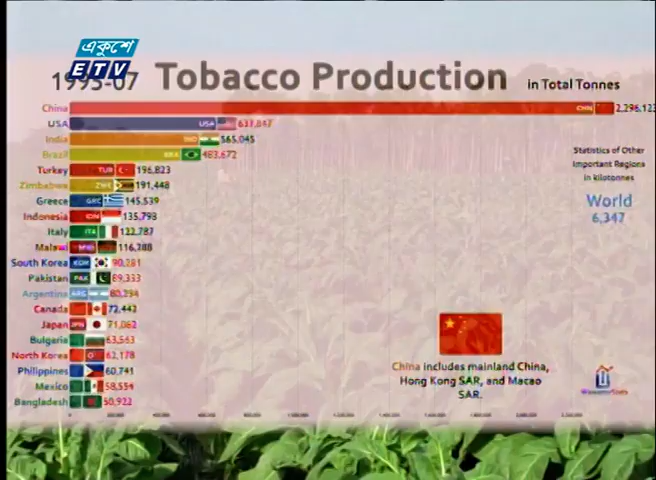 একুশে
ETV
1995-07
Tobacco Production
in Total Tonnes
China CHN 2,296,123
USA USA 637,847
India IND 565,045
Brazil BRA 483,672
Turkey TUR 196,823
Zimbabwe ZWE 191,448
Greece GRC 145,539
Indonesia IDN 135,798
Italy ITA 122,787
Malawi MWI 116,788
South Korea KOR 90,281
Pakistan PAK 89,333
Argentina ARG 80,294
Canada 72,442
Japan JPN 71,062
Bulgaria 63,563
North Korea 62,178
Philippines 60,741
Mexico 58,554
Bangladesh 50,922
Statistics of Other
Important Regions
in kilotonnes
World
6,347
China includes mainland China,
Hong Kong SAR, and Macao
SAR.